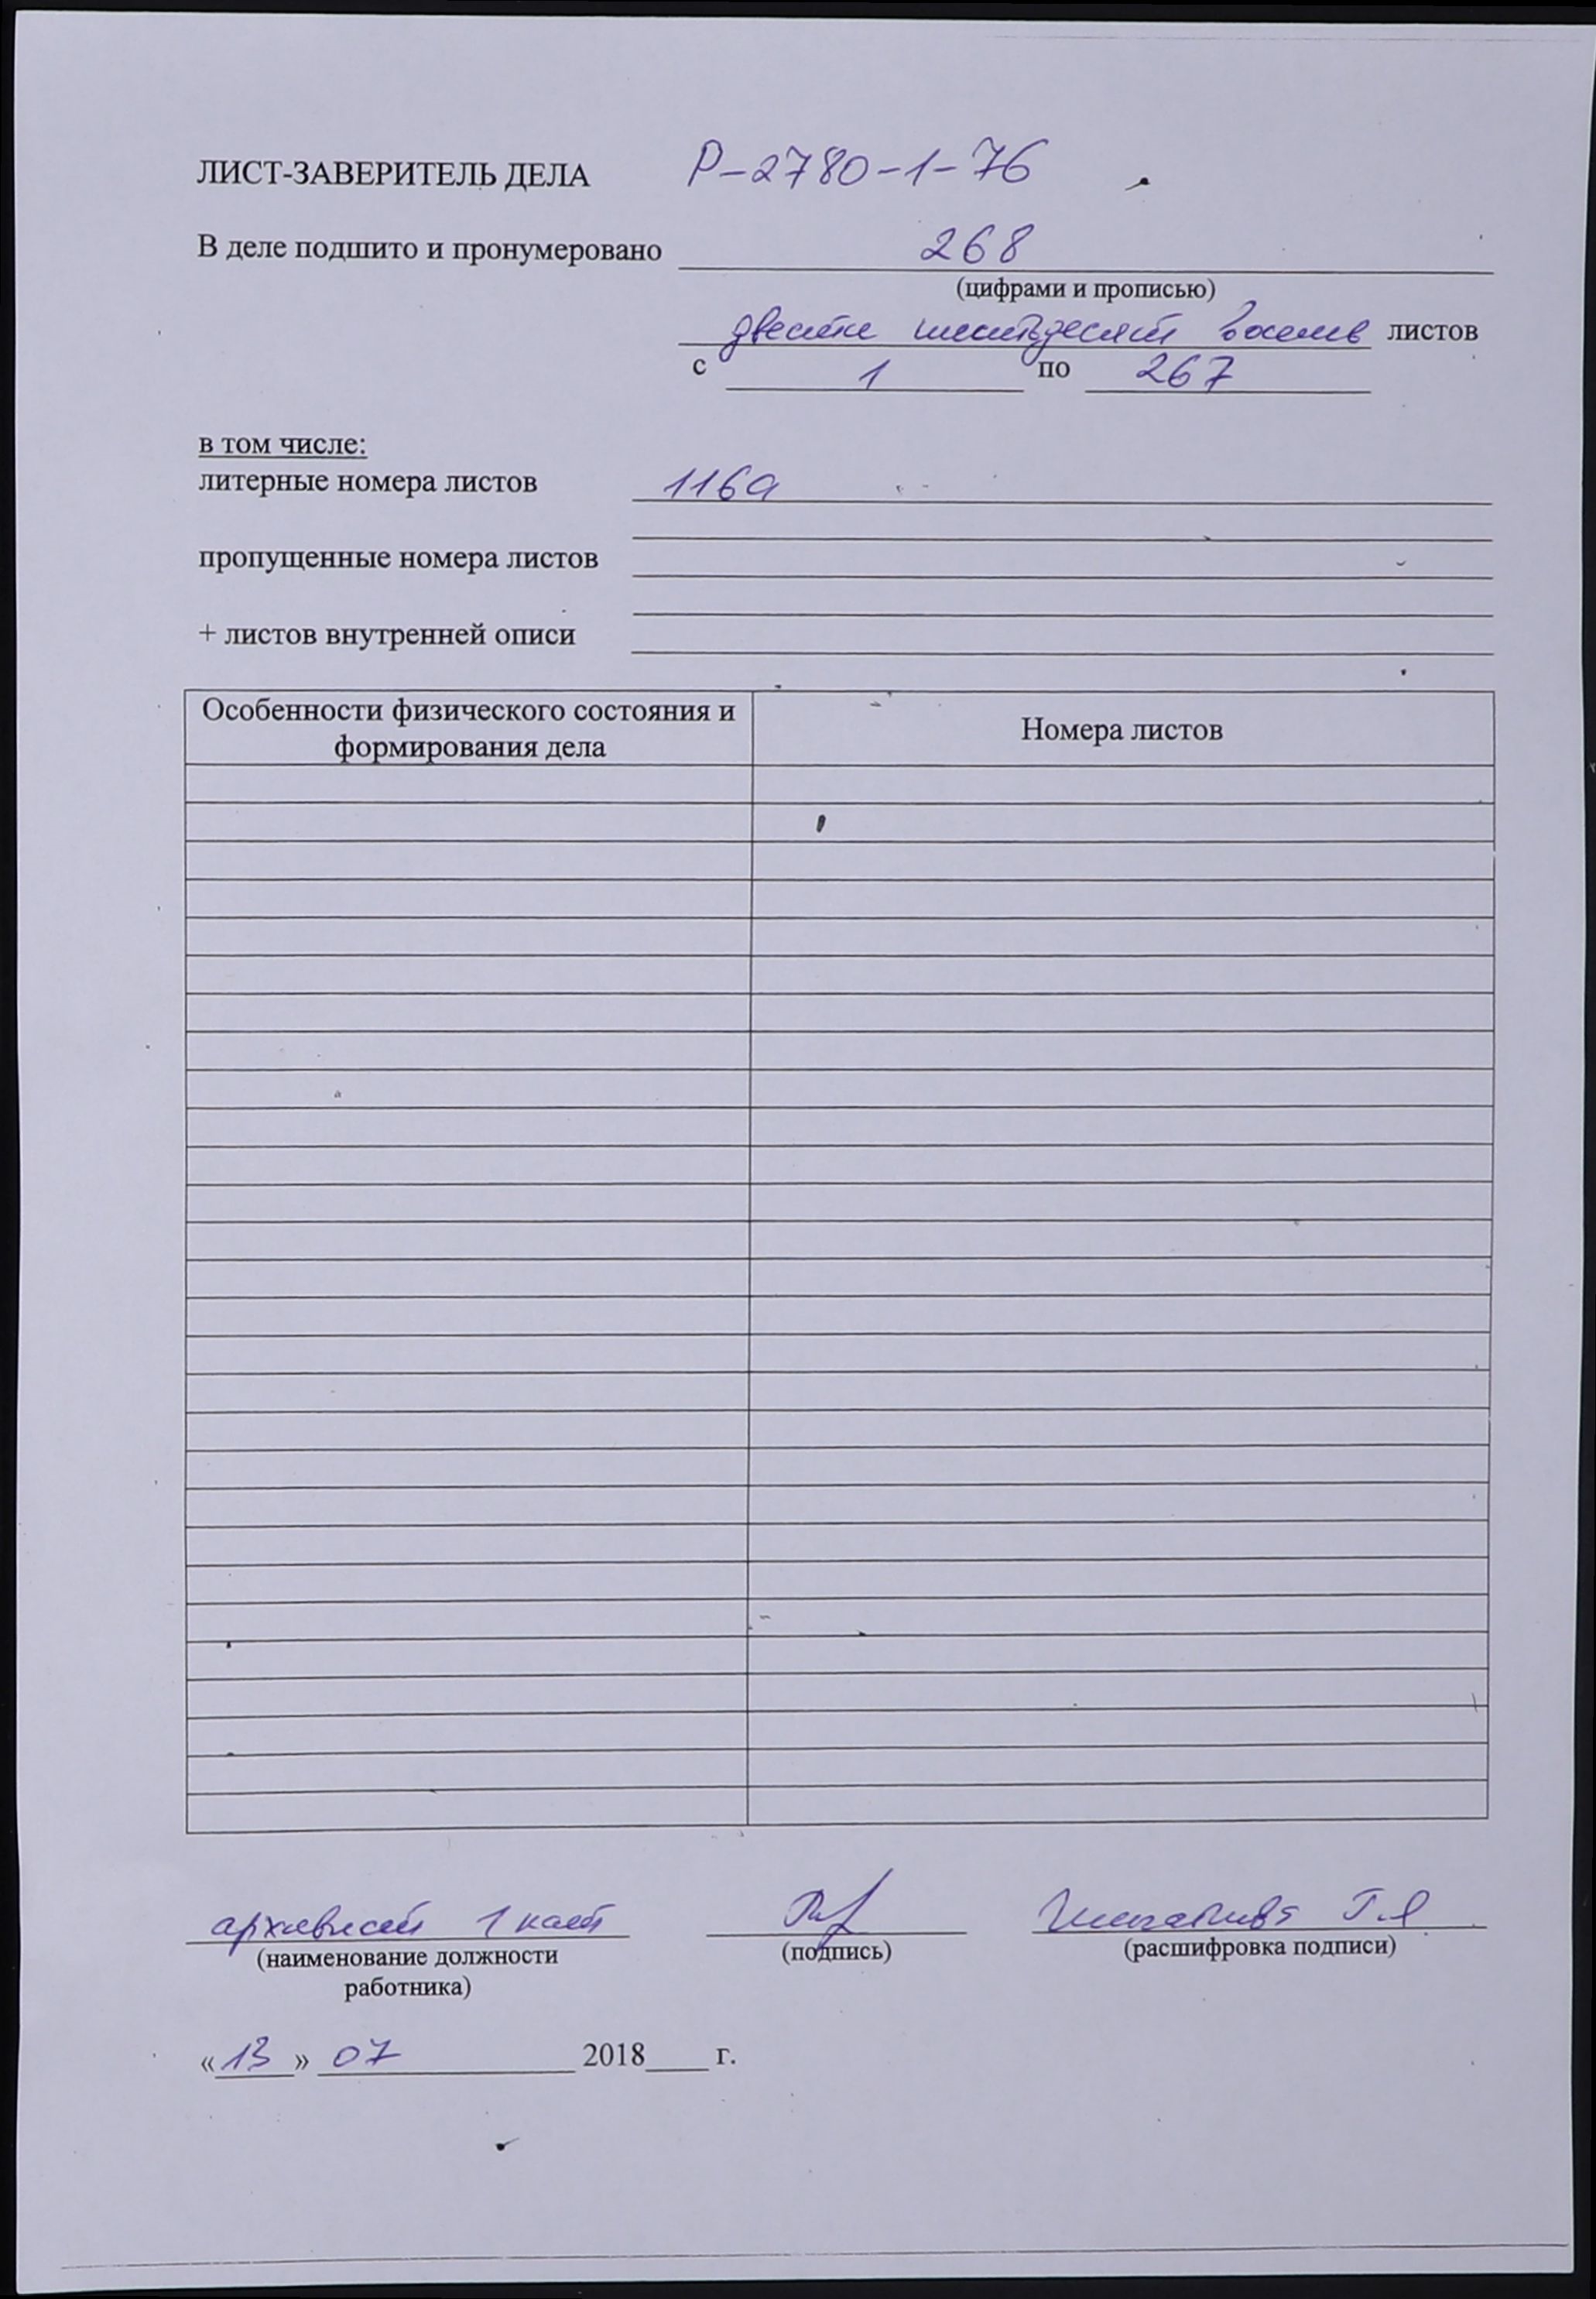 ЛИСТ-ЗАВЕРИТЕЛЬ ДЕЛА Р-2780-1-76
В деле подшито и пронумеровано 268
(цифрами и прописью)
двести шестьдесят восемь листов
с 1 по 267
в том числе:
литерные номера листов 116а
пропущенные номера листов
+ листов внутренней описи
Особенности физического состояния и
формирования дела
Номера листов
архивист 1 кат
Г.Я
(наименование должности
работника)
(подпись)
(расшифровка подписи)
«13» 07 2018 г.